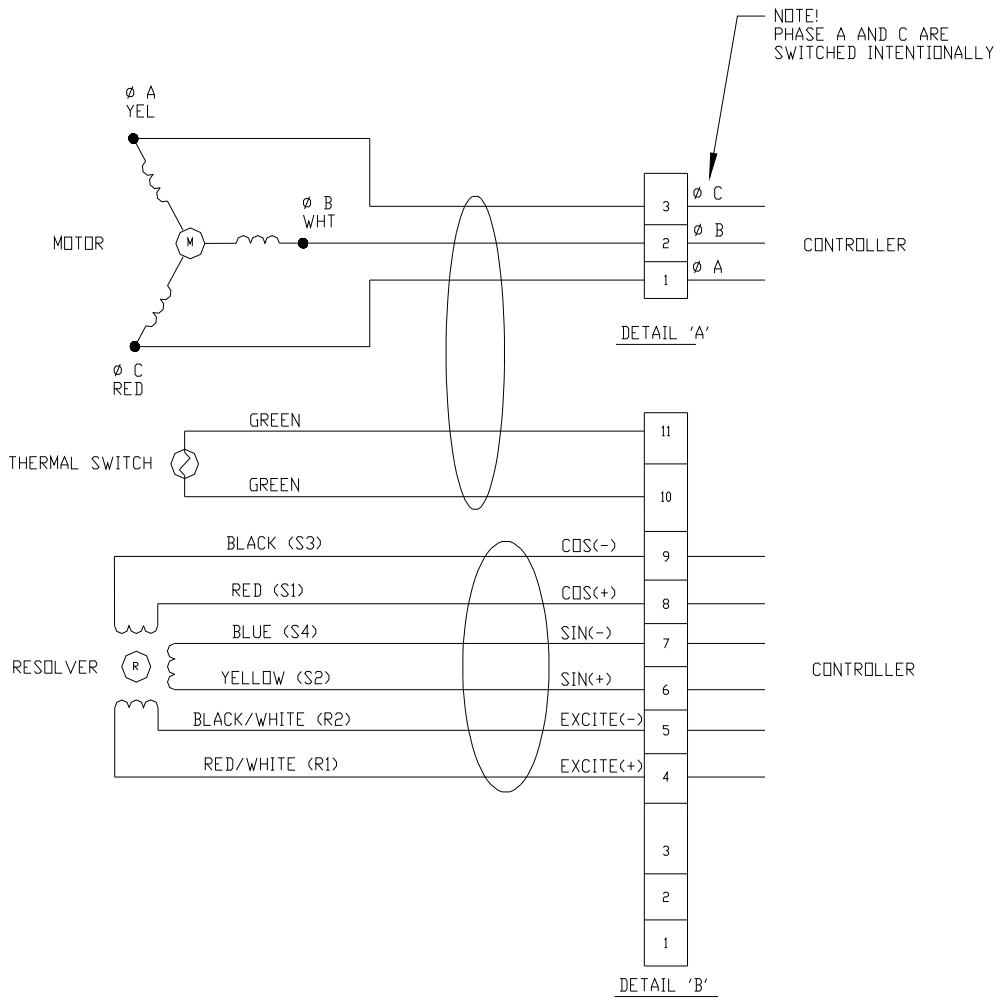 NOTE!
PHASE A AND C ARE
SWITCHED INTENTIONALLY
Ø A
YEL
Ø B
WHT
MOTOR
M
Ø C
RED
3
Ø C
2
Ø B
1
Ø A
CONTROLLER
DETAIL 'A'
GREEN
11
THERMAL SWITCH
GREEN
10
BLACK (S3)
COS(-)
9
RED (S1)
COS(+)
8
BLUE (S4)
SIN(-)
7
RESOLVER
R
YELLOW (S2)
SIN(+)
6
CONTROLLER
BLACK/WHITE (R2)
EXCITE(-)
5
RED/WHITE (R1)
EXCITE(+)
4
3
2
1
DETAIL 'B'